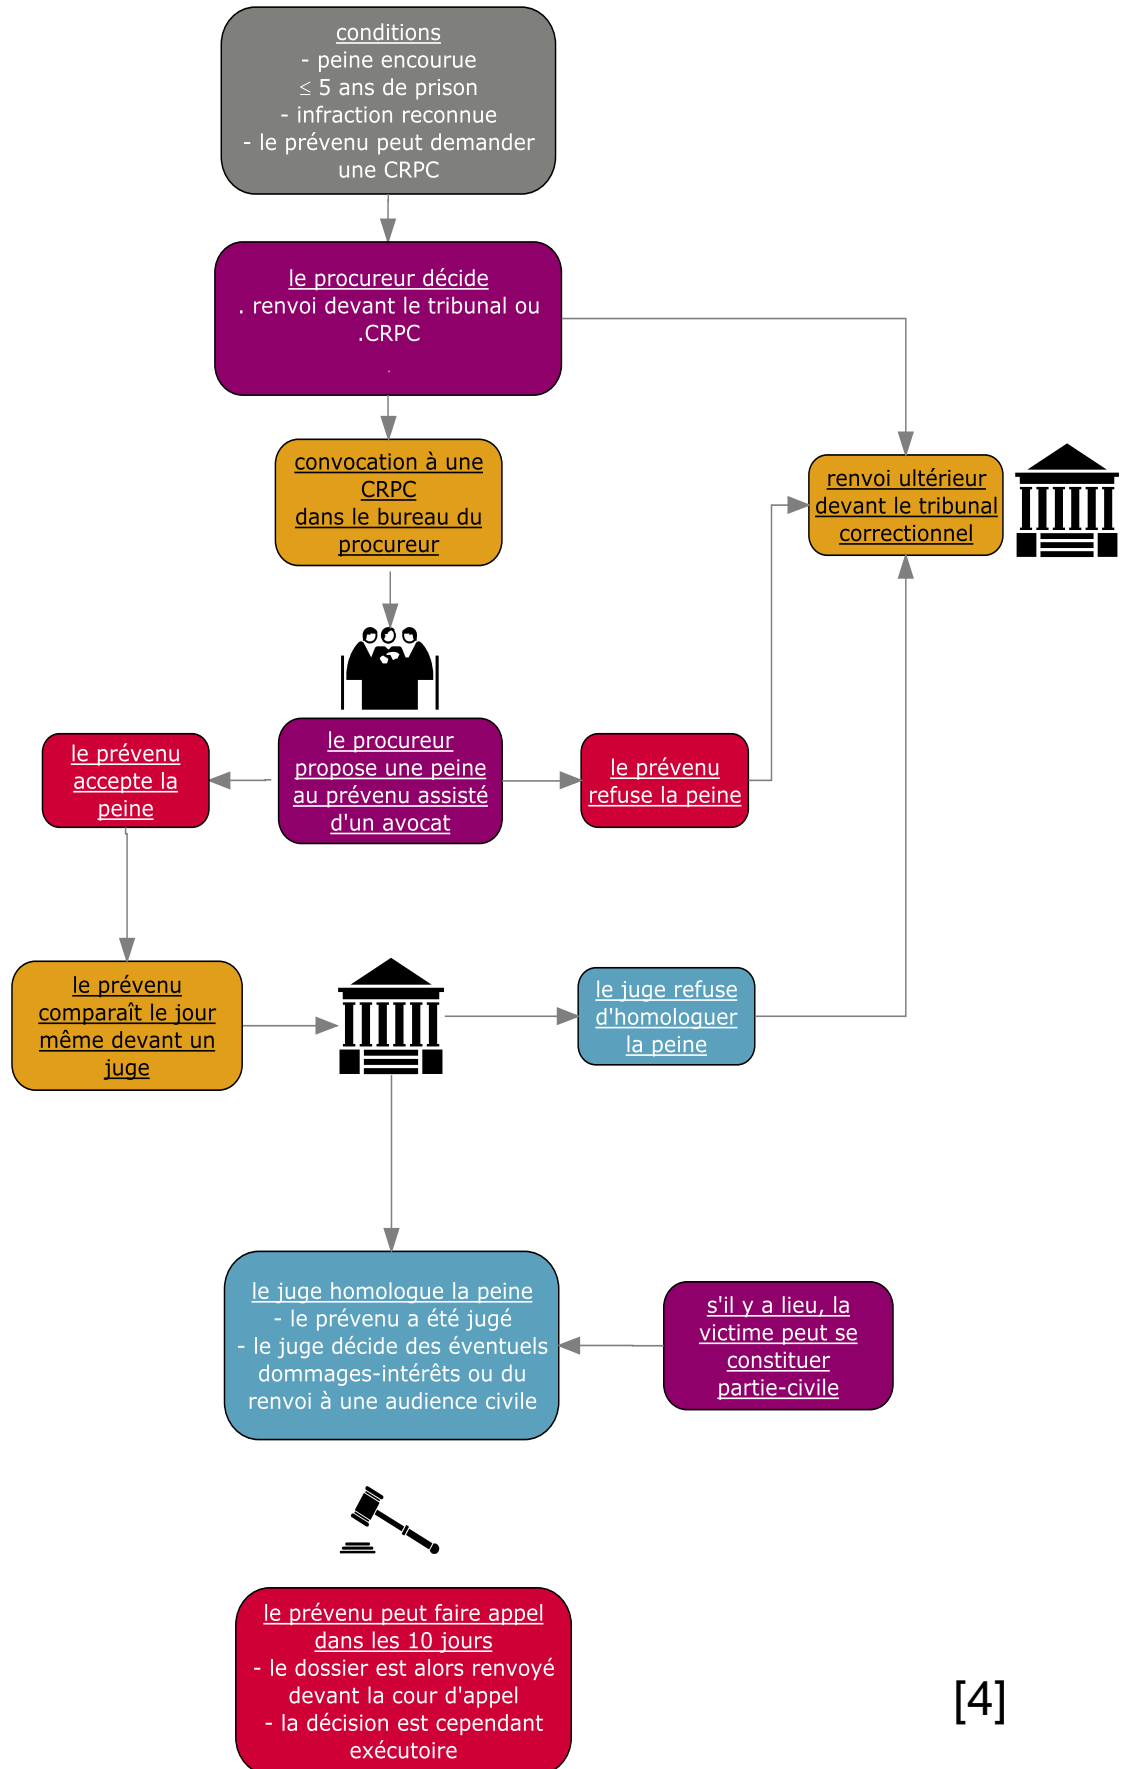 conditions
- peine encourue
≤ 5 ans de prison
- infraction reconnue
- le prévenu peut demander
une CRPC
le procureur décide
. renvoi devant le tribunal ou
.CRPC
.
convocation à une
CRPC
dans le bureau du
procureur
renvoi ultérieur
devant le tribunal
correctionnel
le prévenu
accepte la
peine
le procureur
propose une peine
au prévenu assisté
d'un avocat
le prévenu
refuse la peine
le prévenu
comparaît le jour
même devant un
juge
le juge refuse
d'homologuer
la peine
le juge homologue la peine
- le prévenu a été jugé
- le juge décide des éventuels
dommages-intérêts ou du
renvoi à une audience civile
s'il y a lieu, la
victime peut se
constituer
partie-civile
le prévenu peut faire appel
dans les 10 jours
- le dossier est alors renvoyé
devant la cour d'appel
- la décision est cependant
exécutoire
[4]